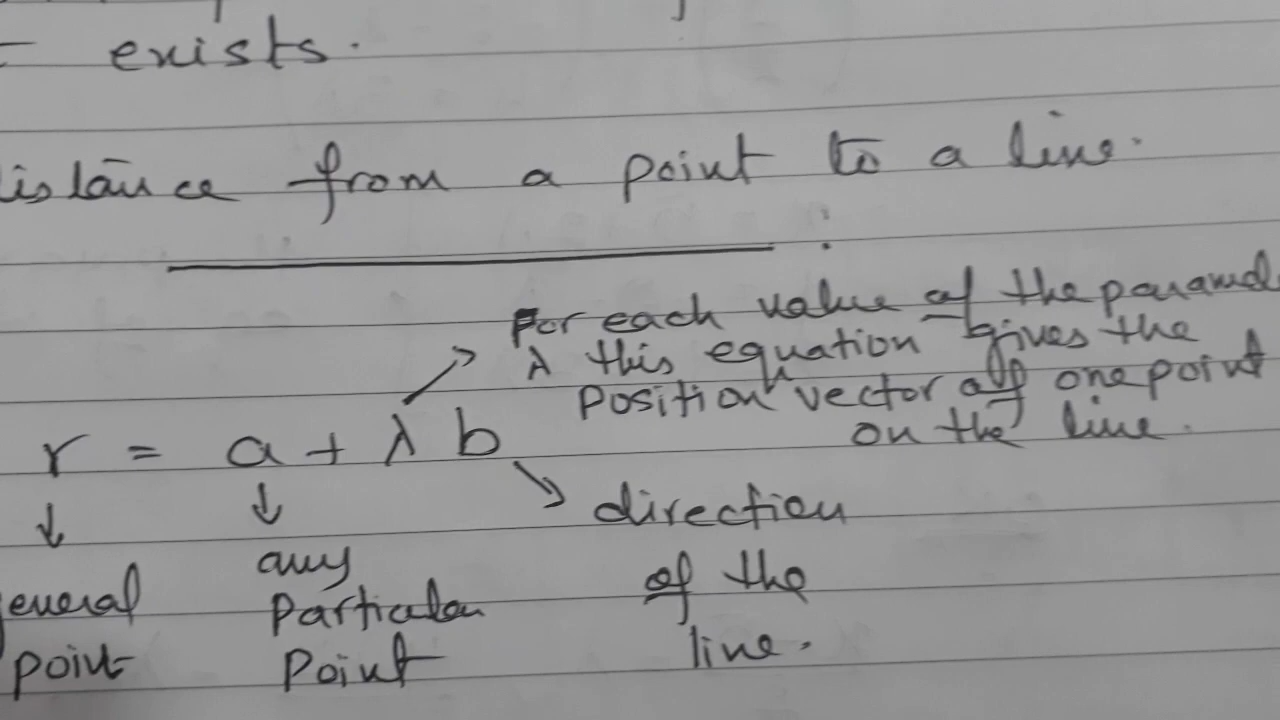 exists.
istance from a point to a line.
For each value of the paramet
λ this equation gives the
position vector of one point
on the line.
r = a + λ b
↓ ↓ ↘ direction
eneral any of the
point Particular line.
Point